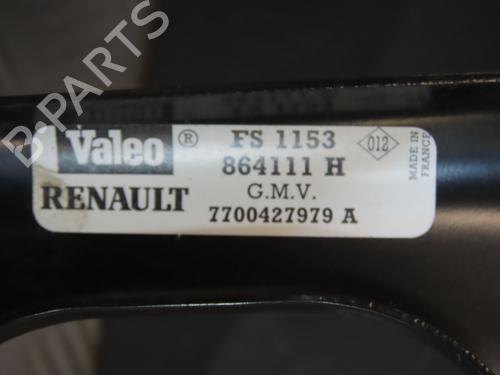 B-PARTS
Valeo ® FS 1153 012
864111 H
RENAULT G.M.V.
7700427979 A
MADE IN
FRANCE